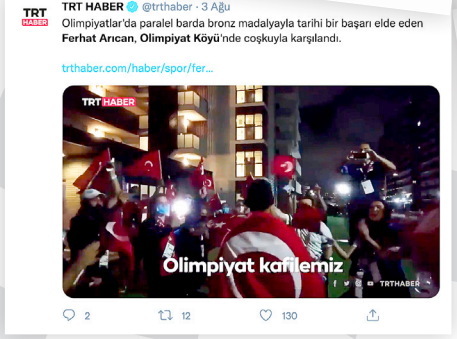 TRT HABER @trthaber · 3 Ağu
TRT
HABER
Olimpiyatlar'da paralel barda bronz madalyayla tarihi bir başarı elde eden
Ferhat Arıcan, Olimpiyat Köyü'nde coşkuyla karşılandı.
trthaber.com/haber/spor/fer...
TRT HABER
Olimpiyat kafilemiz
TRTHABER
2 12 130